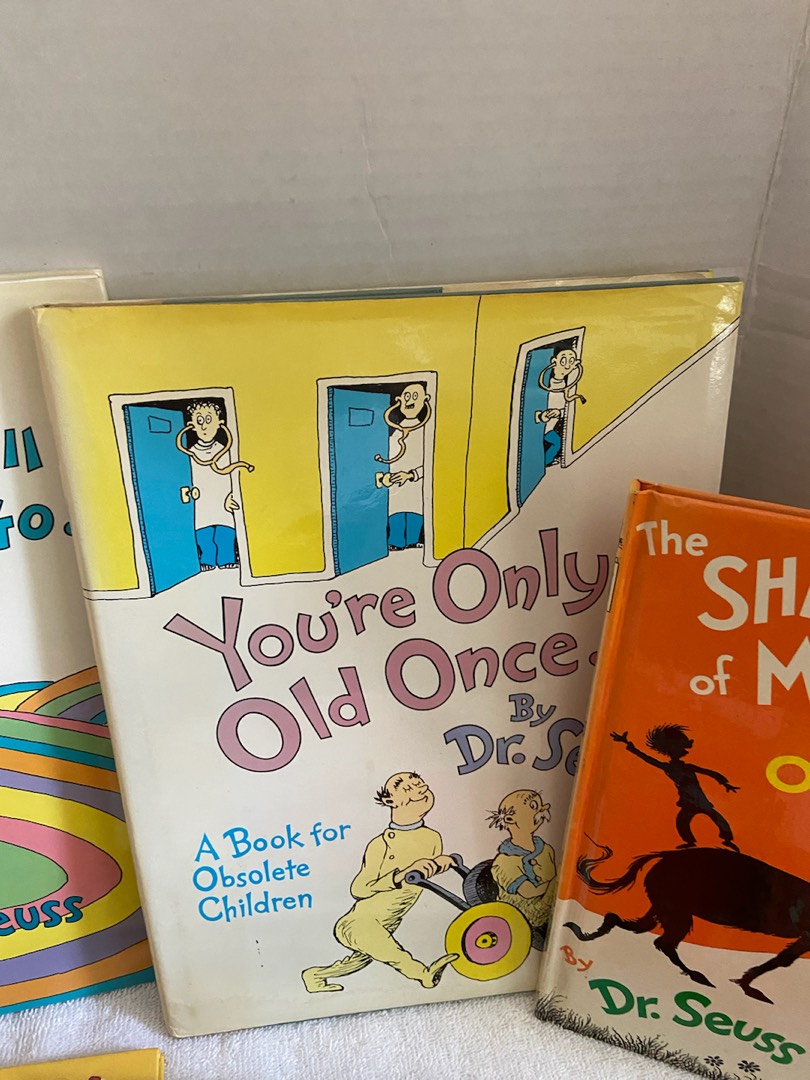 You're Only
Old Once.
By
Dr. Se
A Book for
Obsolete
Children
The
SHA
of M
O
By
Dr. Seuss
ll
Go.
euss